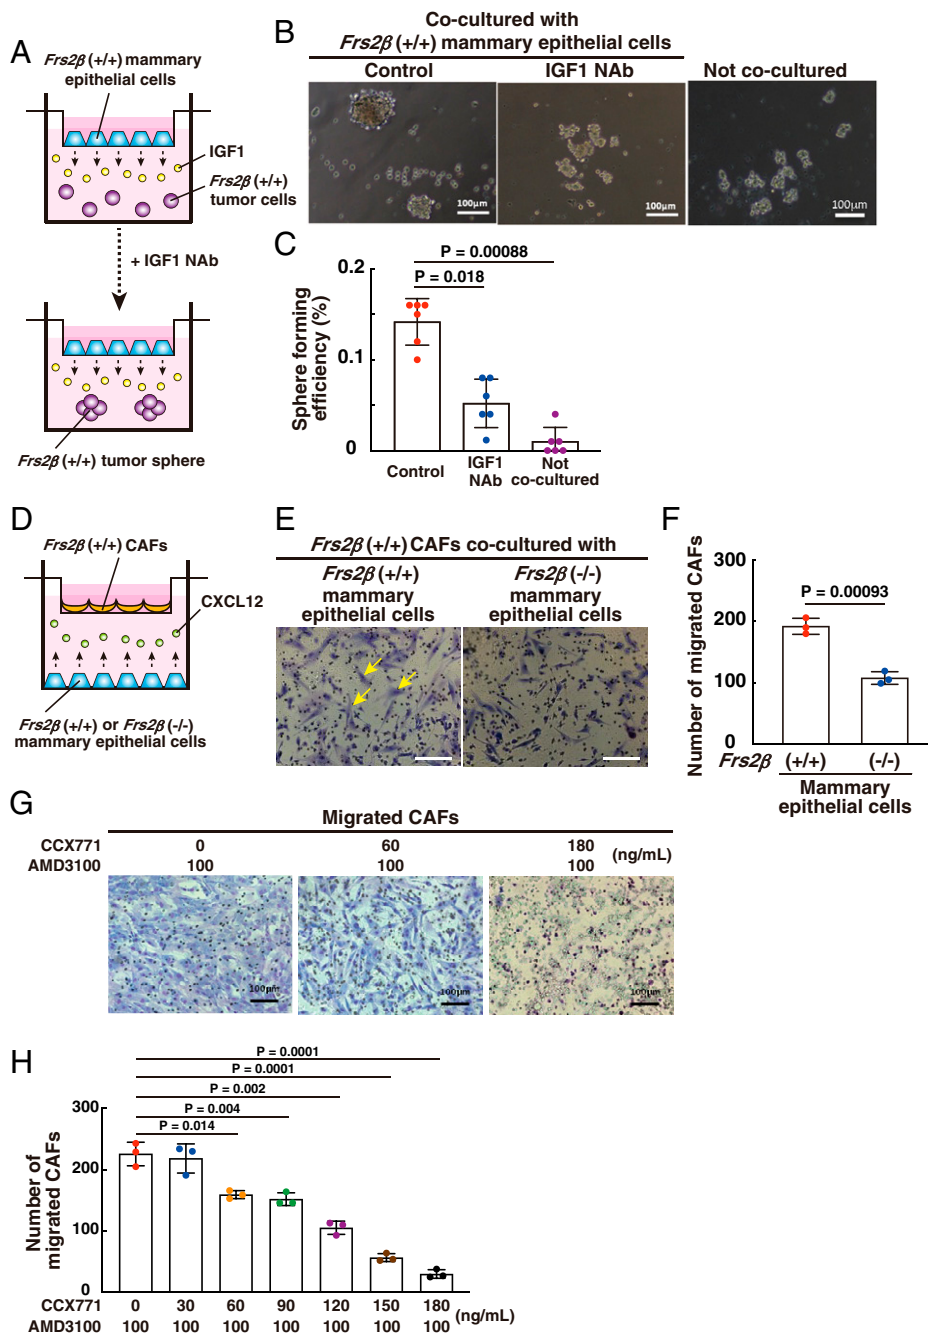 A
Frs2β (+/+) mammary
epithelial cells
IGF1
Frs2β (+/+)
tumor cells
+ IGF1 NAb
Frs2β (+/+) tumor sphere
B
Co-cultured with
Frs2β (+/+) mammary epithelial cells
Control
IGF1 NAb
Not co-cultured
100μm
100μm
100μm
C
P = 0.00088
P = 0.018
Sphere forming
efficiency (%)
0.2
0.1
0
Control
IGF1
NAb
Not
co-cultured
D
Frs2β (+/+) CAFs
CXCL12
Frs2β (+/+) or Frs2β (-/-)
mammary epithelial cells
E
Frs2β (+/+) CAFs co-cultured with
Frs2β (+/+)
mammary
epithelial cells
Frs2β (-/-)
mammary
epithelial cells
F
Number of migrated CAFs
300
200
100
0
P = 0.00093
Frs2β (+/+) (-/-)
Mammary
epithelial cells
G
Migrated CAFs
CCX771 0 60 180 (ng/mL)
AMD3100 100 100 100
100μm
100μm
100μm
H
P = 0.0001
P = 0.0001
P = 0.002
P = 0.004
P = 0.014
Number of
migrated CAFs
300
200
100
0
CCX771 0 30 60 90 120 150 180 (ng/mL)
AMD3100 100 100 100 100 100 100 100